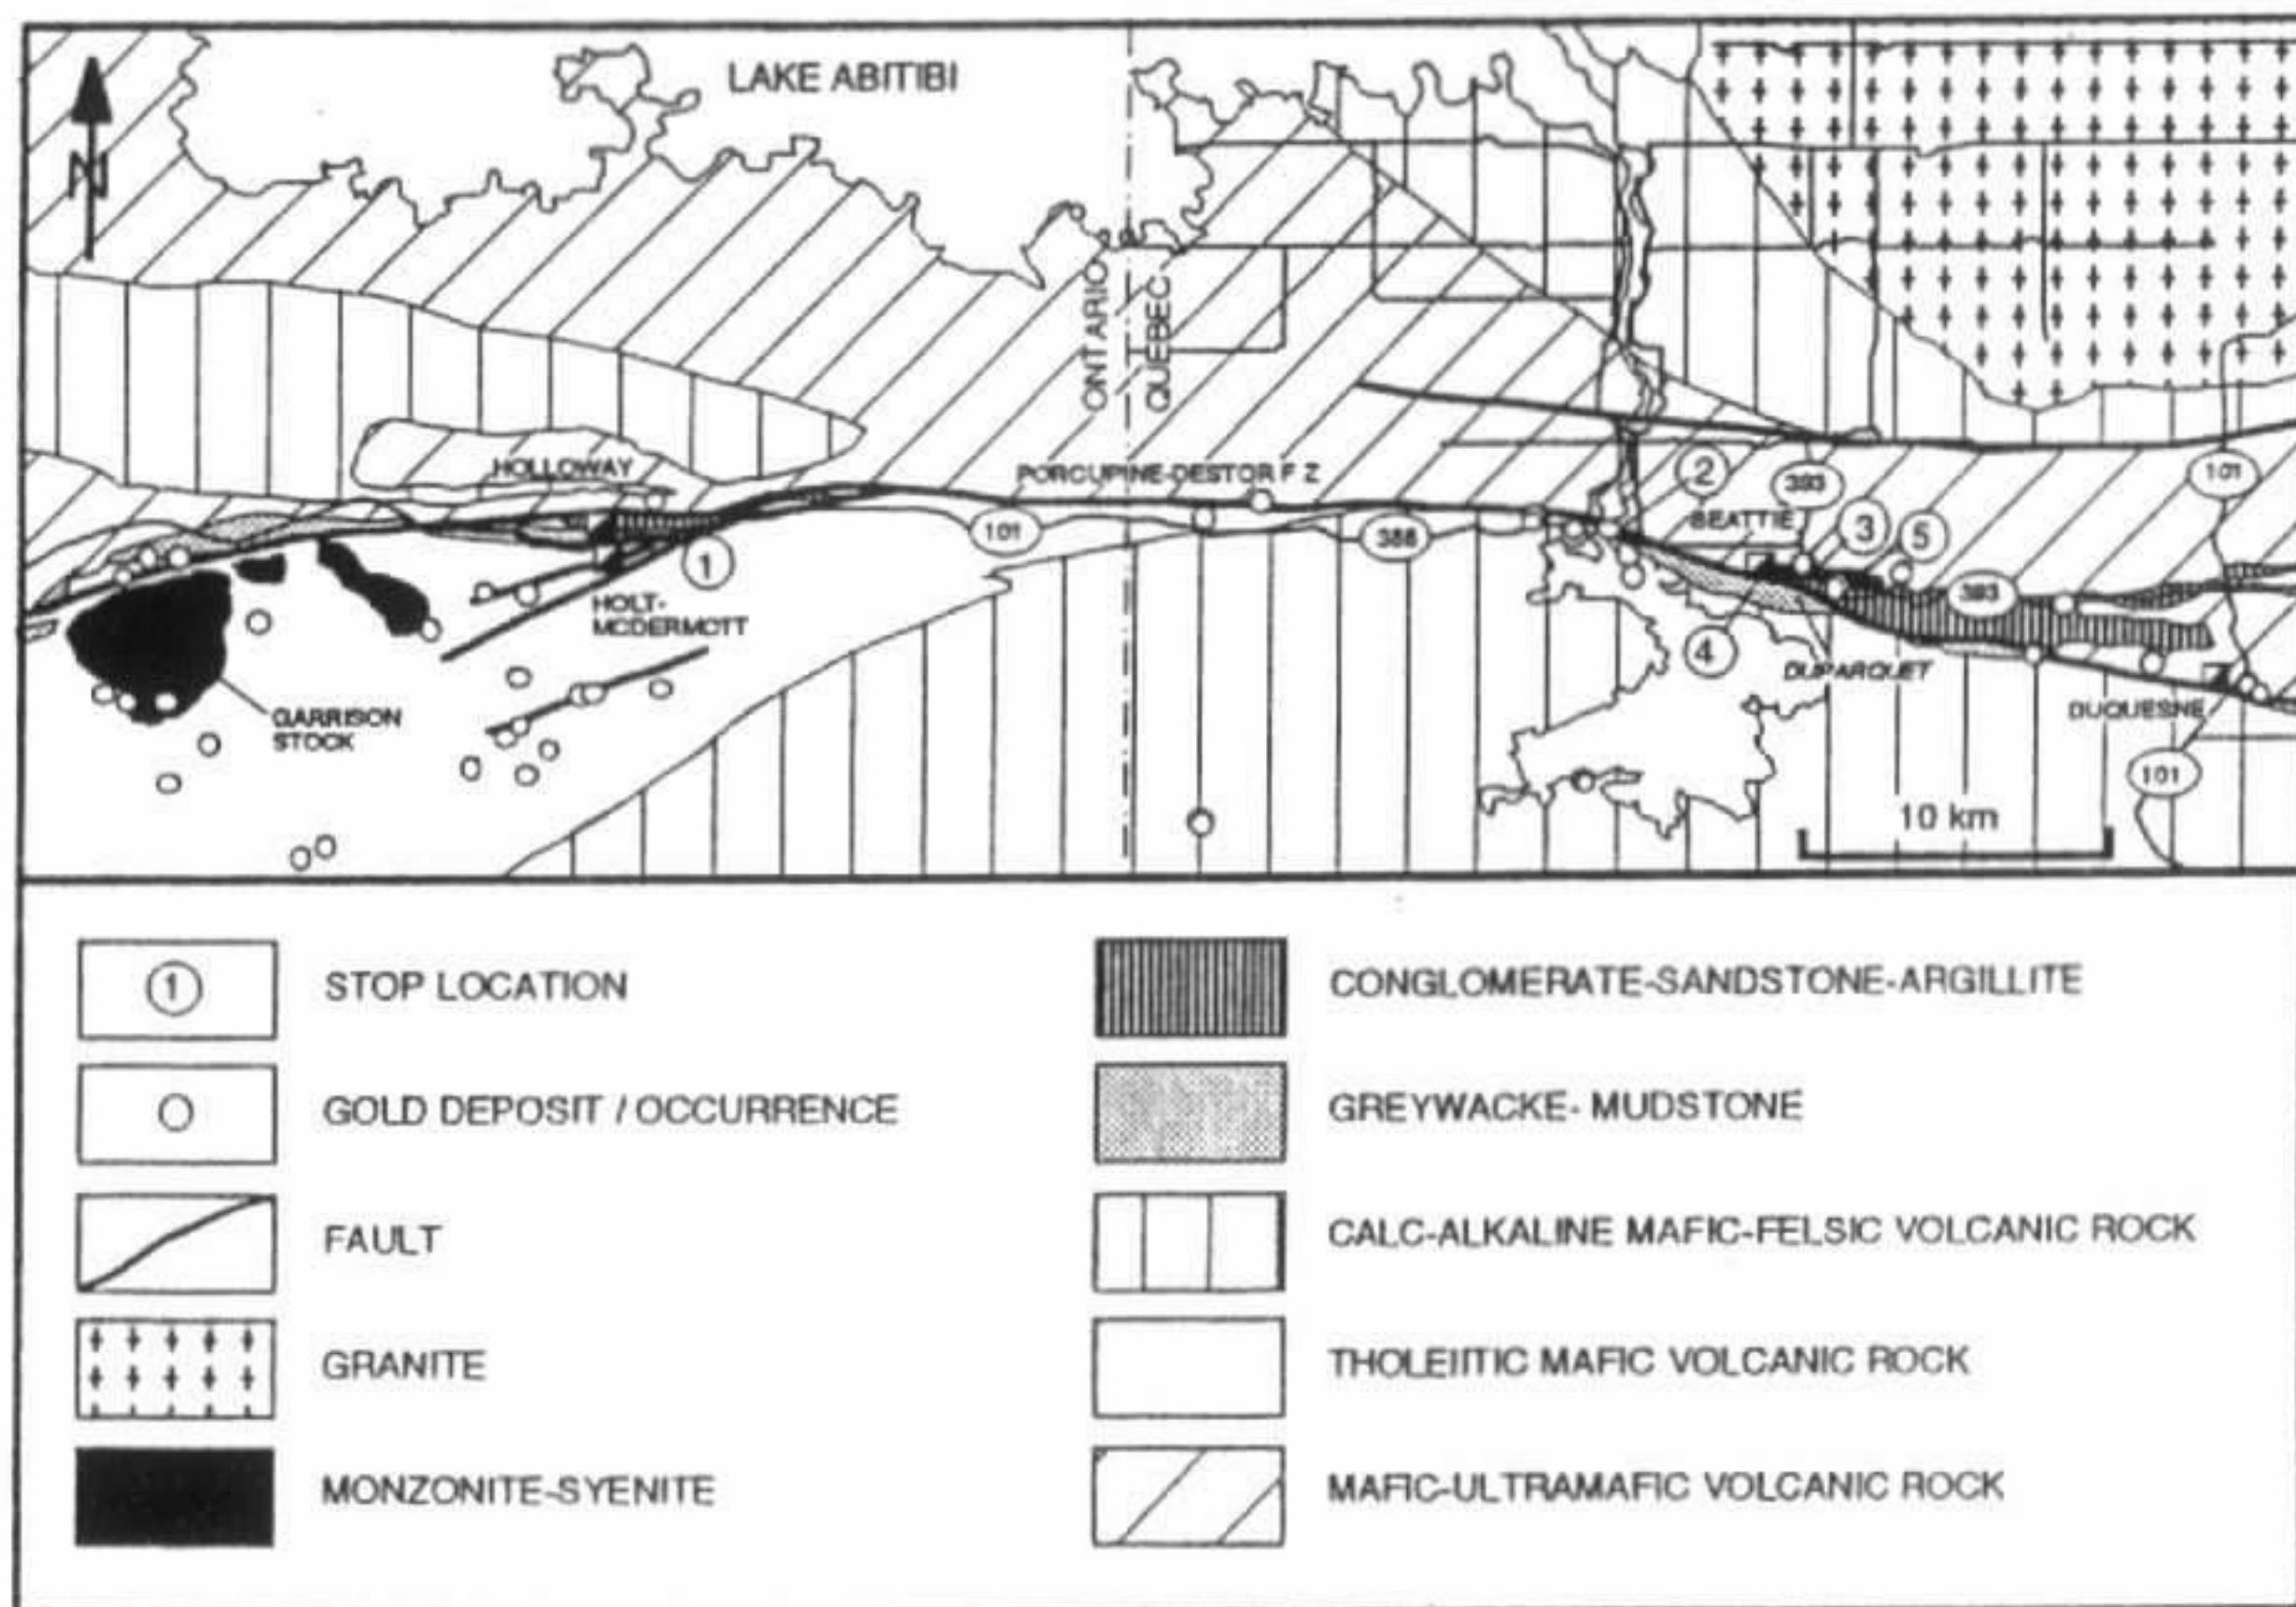 LAKE ABITIBI
N
ONTARIO
QUEBEC
HOLLOWAY
PORCUPINE-DESTOR F Z
101
388
1
HOLT-
MCDERMOTT
GARRISON
STOCK
2
393
101
BEATTIE
3
5
393
4
DUPARQUET
DUQUESNE
101
10 km
1
STOP LOCATION
GOLD DEPOSIT / OCCURRENCE
FAULT
GRANITE
MONZONITE-SYENITE
CONGLOMERATE-SANDSTONE-ARGILLITE
GREYWACKE- MUDSTONE
CALC-ALKALINE MAFIC-FELSIC VOLCANIC ROCK
THOLEIITIC MAFIC VOLCANIC ROCK
MAFIC-ULTRAMAFIC VOLCANIC ROCK